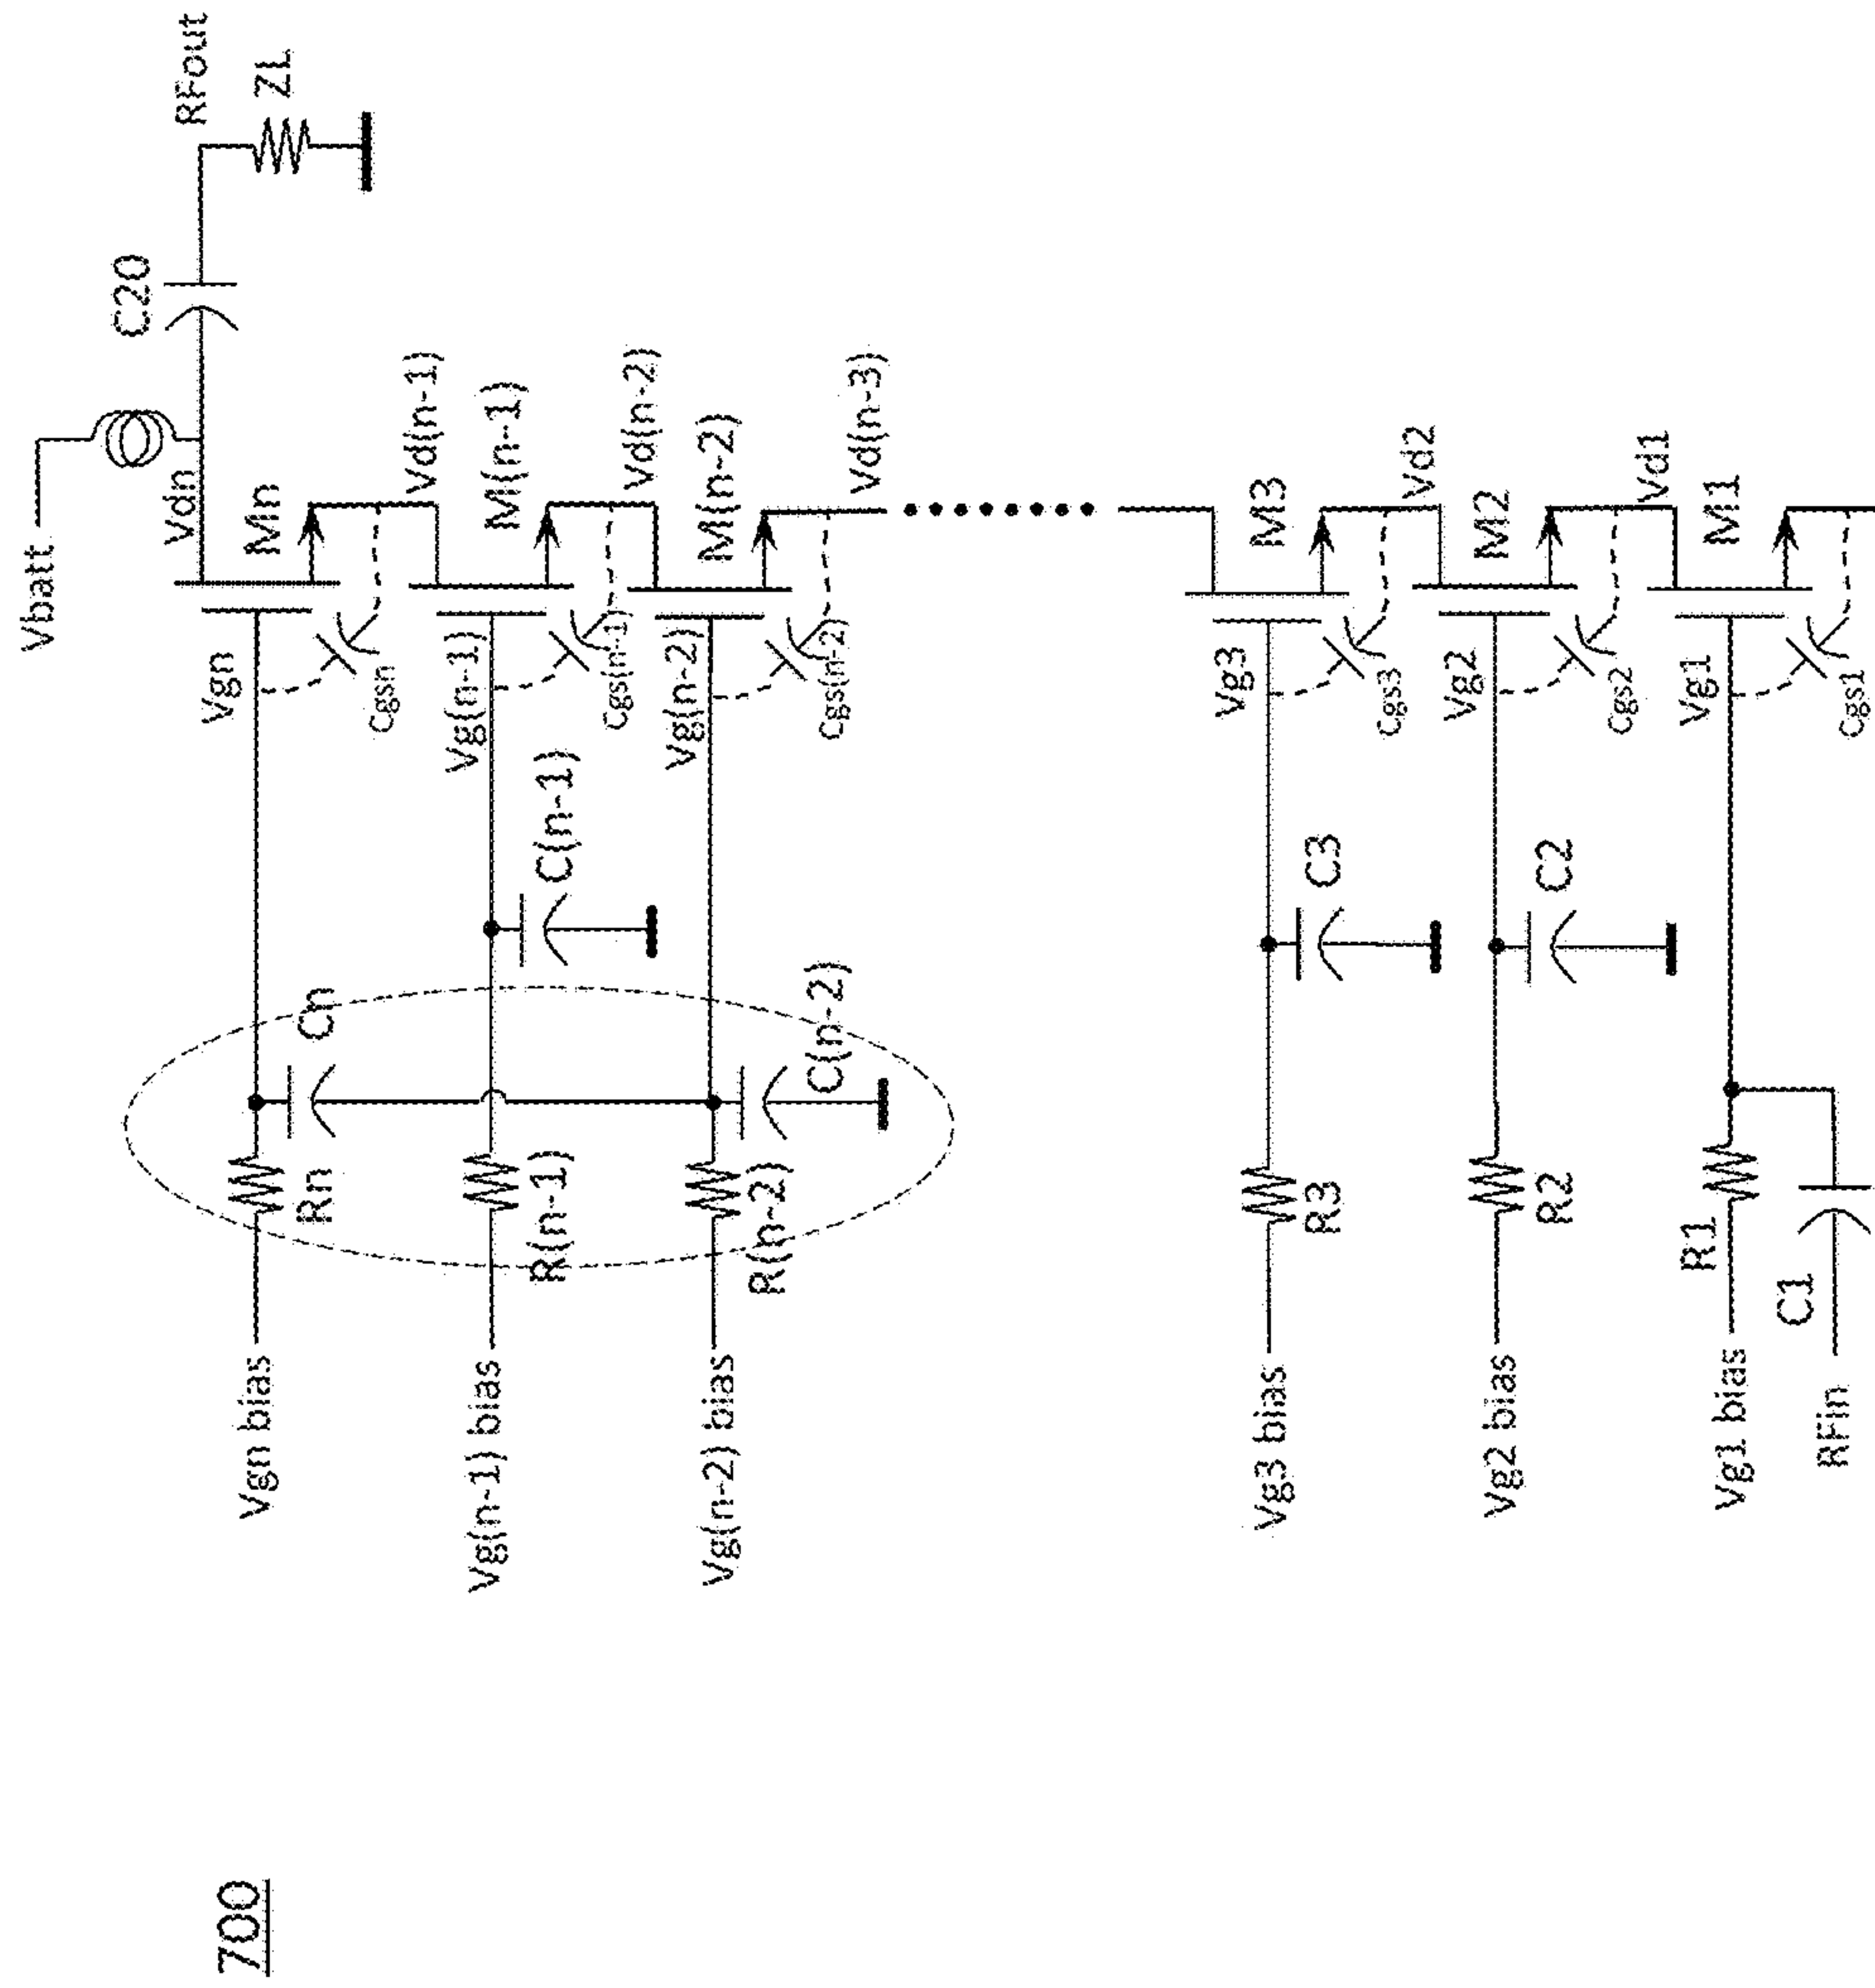 700
Vbatt
RFout
ZL
C20
Vdn
Mn
Vgn
Cgsn
Vd(n-1)
M(n-1)
Vg(n-1)
Cgs(n-1)
Vd(n-2)
M(n-2)
Vg(n-2)
Cgs(n-2)
Vd(n-3)
Cn
C(n-1)
C(n-2)
Rn
R(n-1)
R(n-2)
Vgn bias
Vg(n-1) bias
Vg(n-2) bias
M3
Vg3
Cgs3
Vd2
M2
Vg2
Cgs2
Vd1
M1
Vg1
Cgs1
C3
C2
R3
R2
R1
C1
Vg3 bias
Vg2 bias
Vg1 bias
RFin